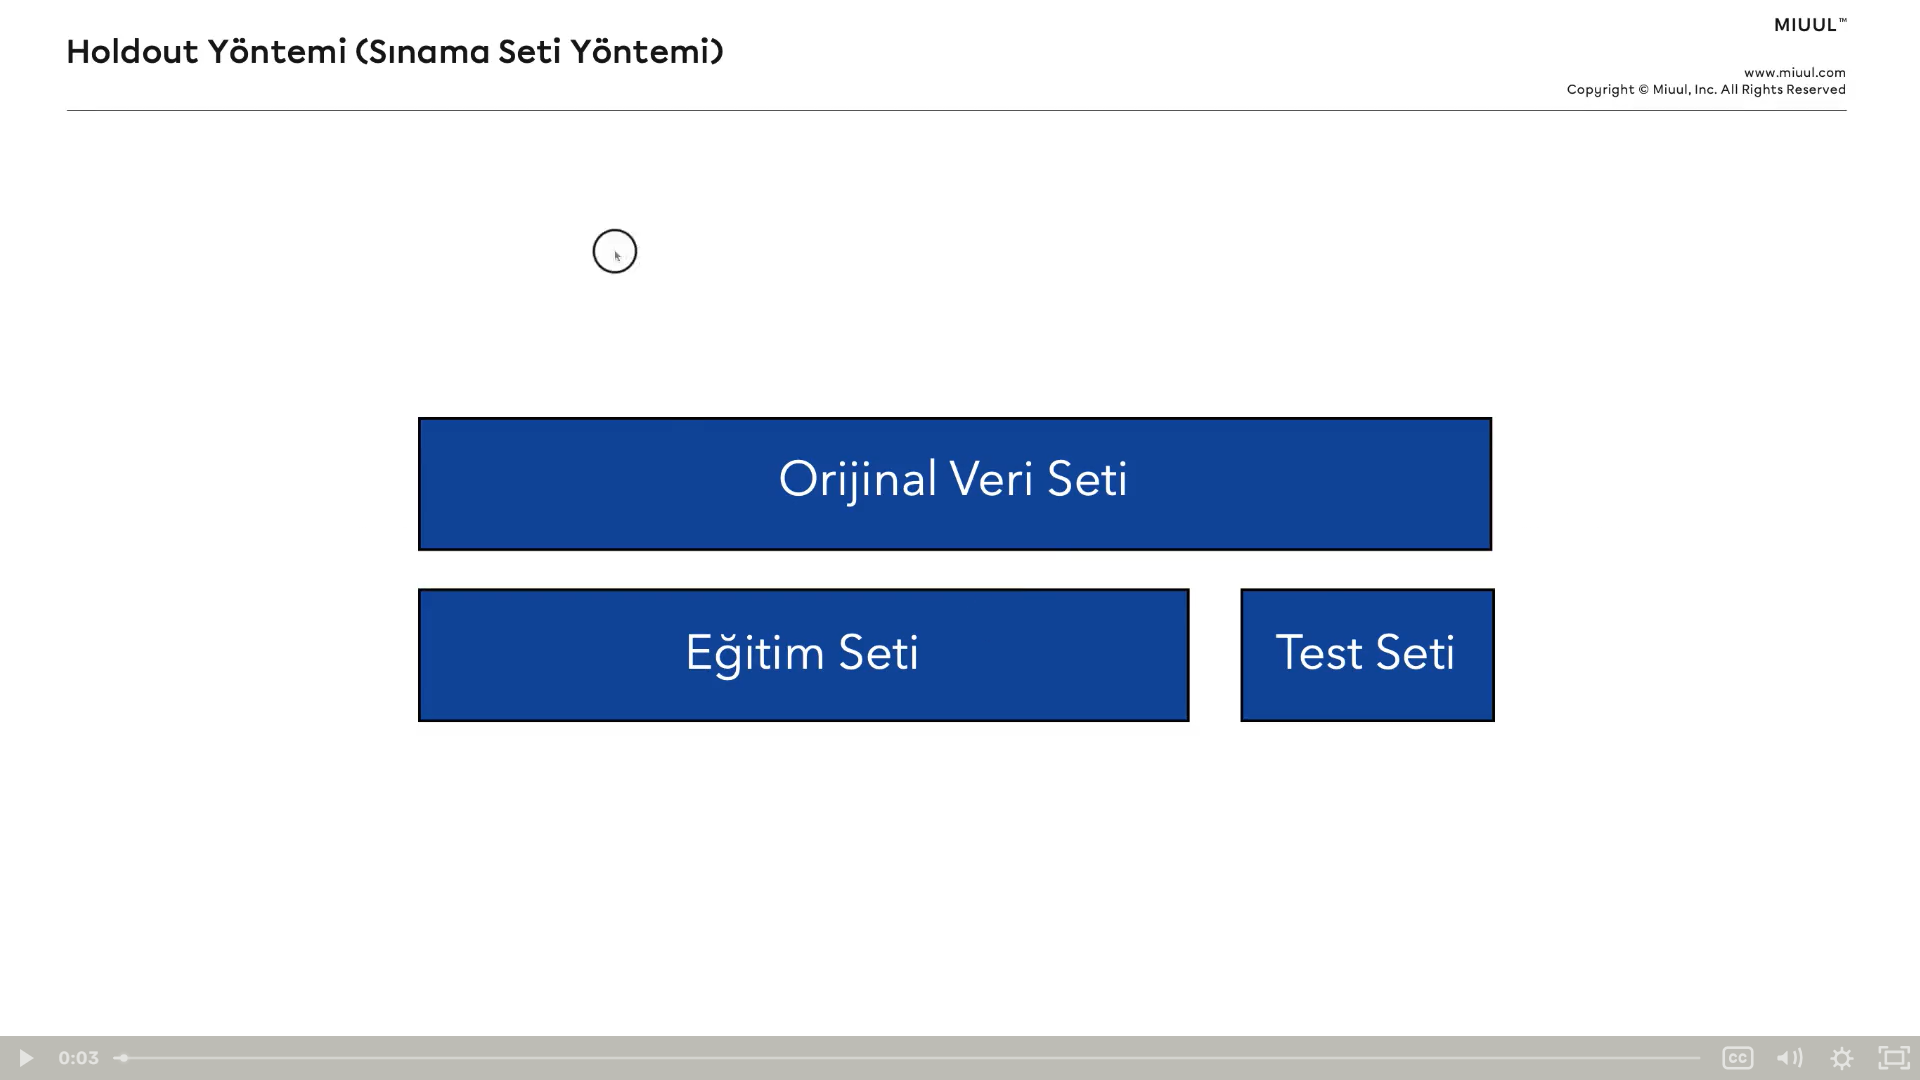 MIUUL™
Holdout Yöntemi (Sınama Seti Yöntemi)
www.miuul.com
Copyright © Miuul, Inc. All Rights Reserved
Orijinal Veri Seti
Eğitim Seti
Test Seti
0:03
CC